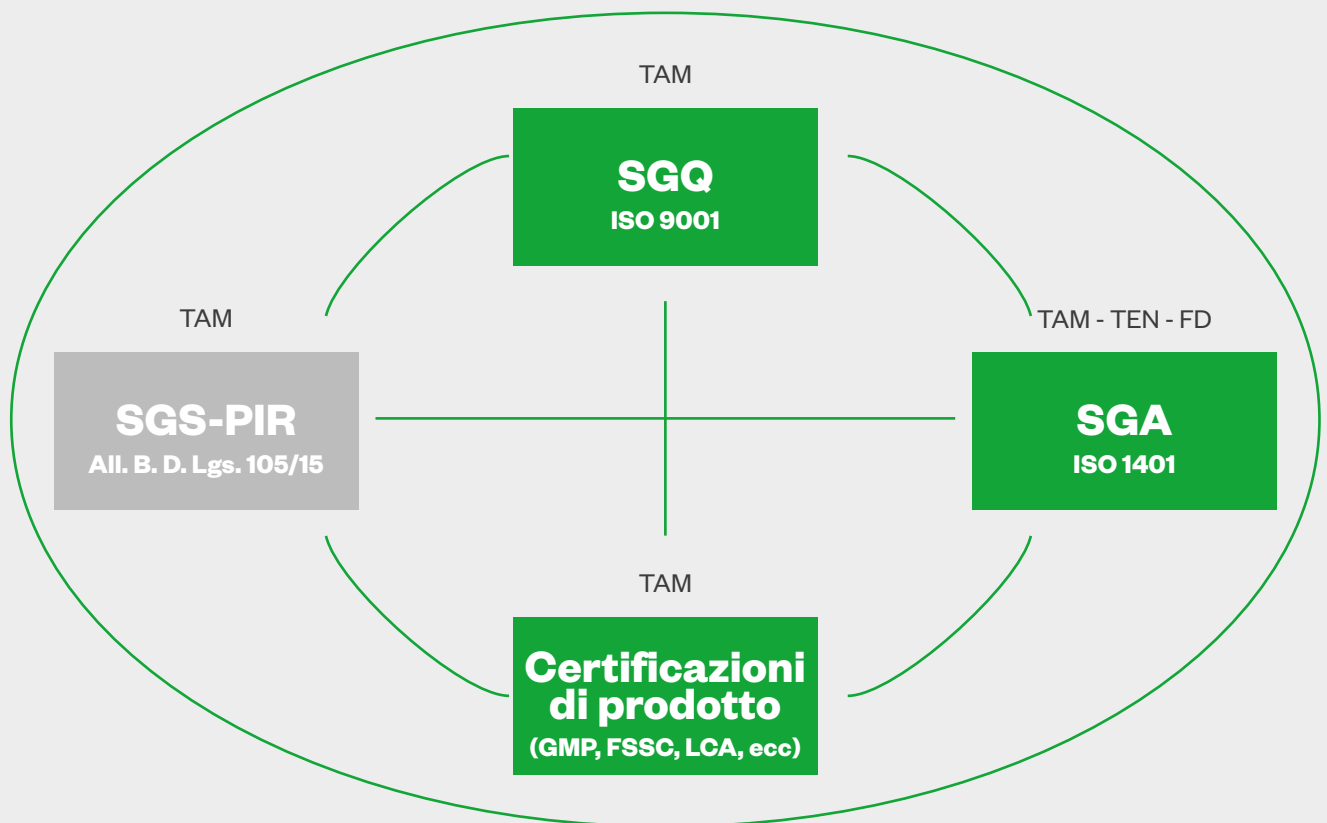 TAM
SGQ
ISO 9001
TAM
SGS-PIR
All. B. D. Lgs. 105/15
TAM - TEN - FD
SGA
ISO 1401
TAM
Certificazioni
di prodotto
(GMP, FSSC, LCA, ecc)